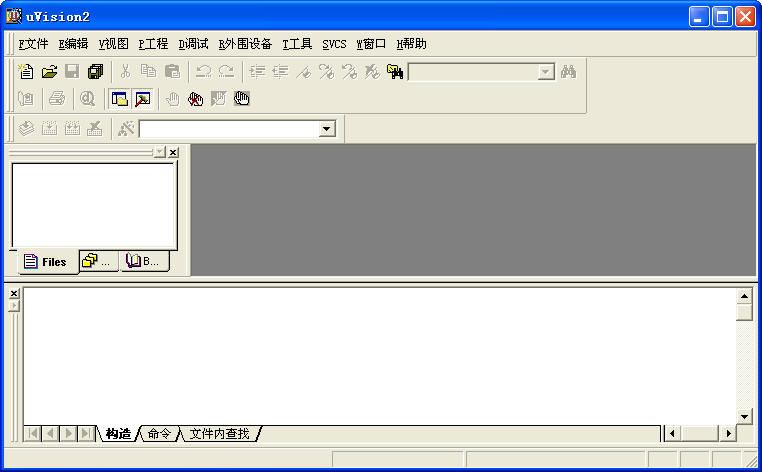 uVision2
F文件 E编辑 V视图 P工程 D调试 R外围设备 T工具 SVCS W窗口 H帮助
Files ... B...
构造 命令 文件内查找